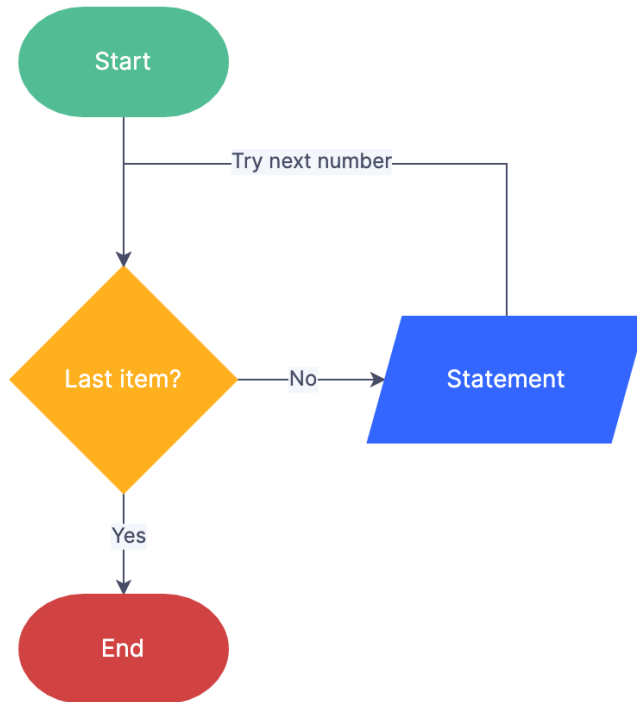 Start
Try next number
Last item?
No
Statement
Yes
End